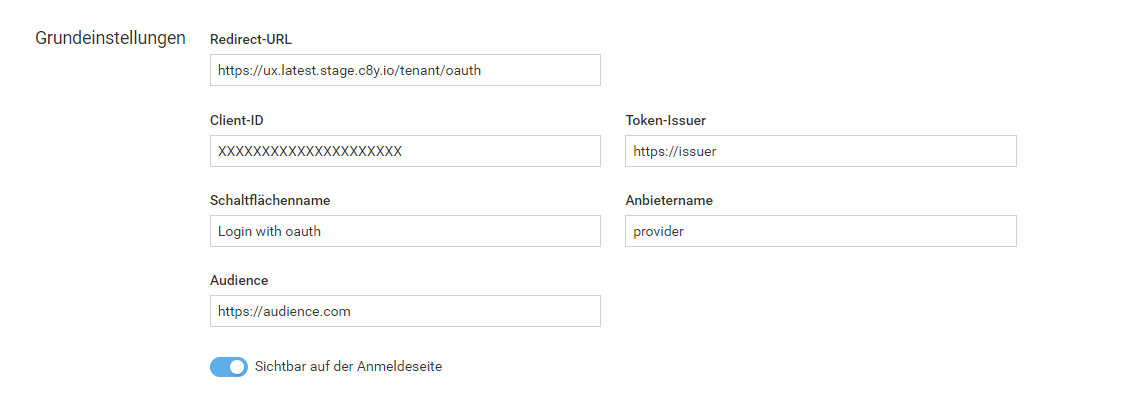 Grundeinstellungen
Redirect-URL
https://ux.latest.stage.c8y.io/tenant/oauth
Client-ID
XXXXXXXXXXXXXXXXXXXXX
Token-Issuer
https://issuer
Schaltflächenname
Login with oauth
Anbietername
provider
Audience
https://audience.com
Sichtbar auf der Anmeldeseite